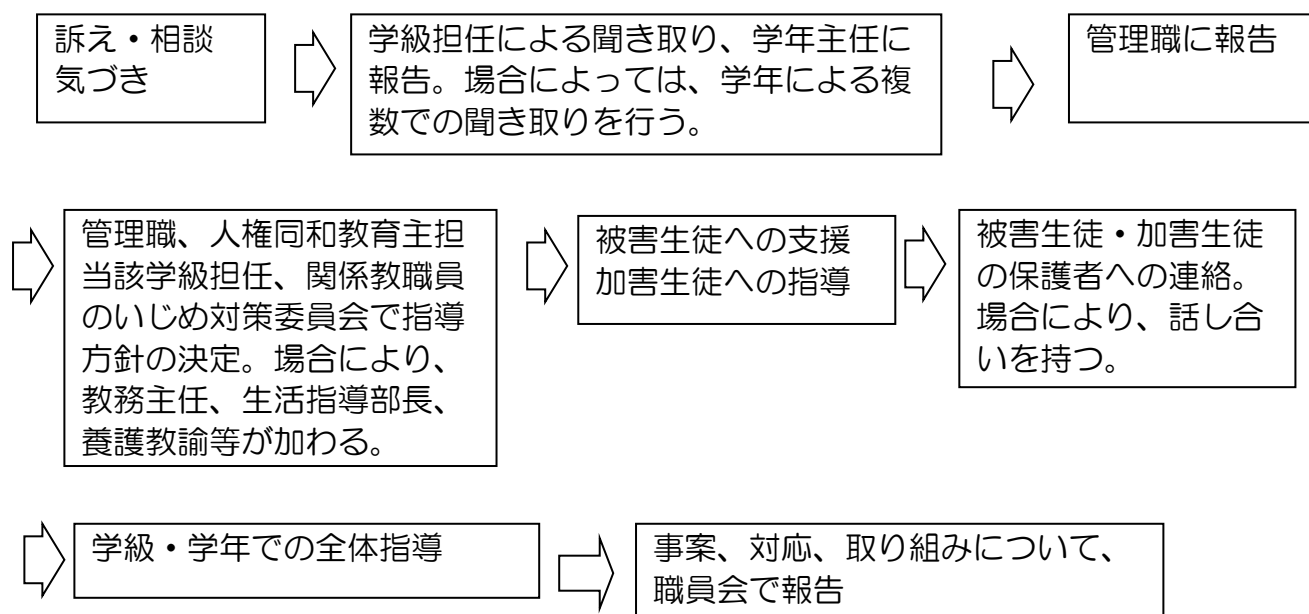 訴え・相談
気づき
学級担任による聞き取り、学年主任に
報告。場合によっては、学年による複
数での聞き取りを行う。
管理職に報告
管理職、人権同和教育主担
当該学級担任、関係教職員
のいじめ対策委員会で指導
方針の決定。場合により、
教務主任、生活指導部長、
養護教諭等が加わる。
被害生徒への支援
加害生徒への指導
被害生徒・加害生徒
の保護者への連絡。
場合により、話し合
いを持つ。
学級・学年での全体指導
事案、対応、取り組みについて、
職員会で報告